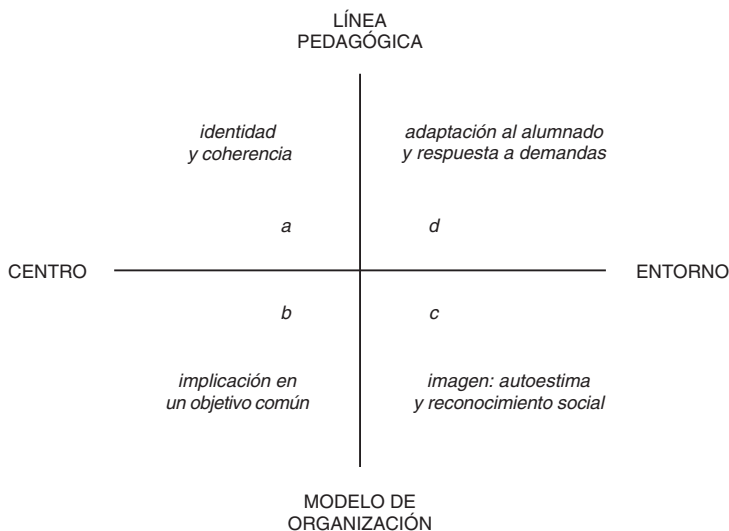 LÍNEA
PEDAGÓGICA
identidad
y coherencia
adaptación al alumnado
y respuesta a demandas
a
d
CENTRO
ENTORNO
b
c
implicación en
un objetivo común
imagen: autoestima
y reconocimiento social
MODELO DE
ORGANIZACIÓN